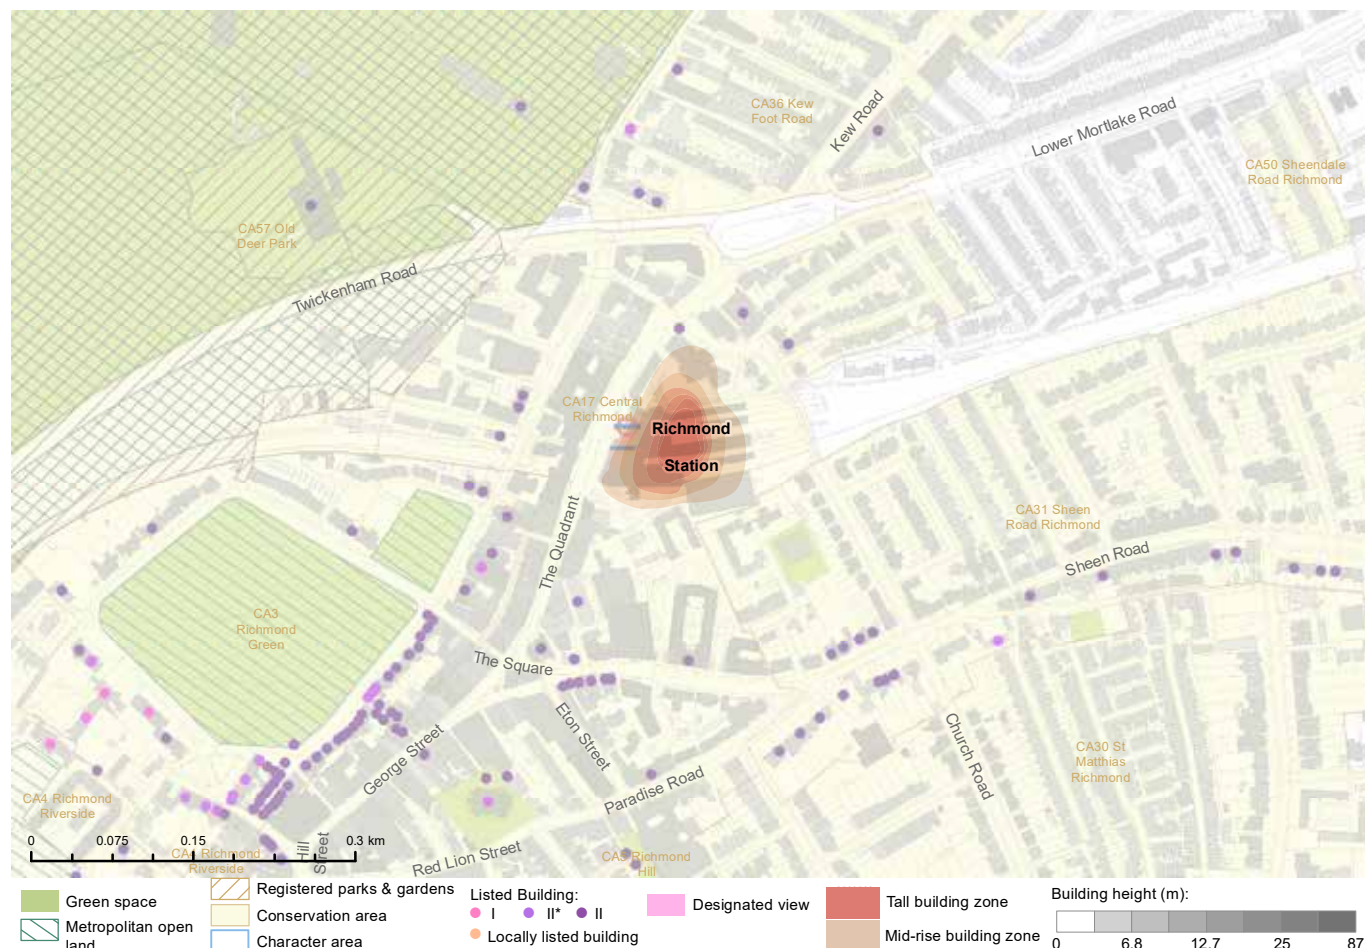 CA36 Kew
Foot Road
Kew Road
Lower Mortlake Road
CA50 Sheendale
Road Richmond
CA57 Old
Deer Park
Twickenham Road
CA17 Central
Richmond
Richmond
Station
The Quadrant
CA31 Sheen
Road Richmond
Sheen Road
CA3
Richmond
Green
The Square
Eton Street
George Street
Church Road
CA30 St
Matthias
Richmond
Paradise Road
CA4 Richmond
Riverside
0 0.075 0.15 0.3 km
CA4 Richmond
Riverside
Hill
Street
Red Lion Street
CA5 Richmond
Hill
Green space
Metropolitan open
land
Registered parks & gardens
Conservation area
Character area
Listed Building:
I II* II
Locally listed building
Designated view
Tall building zone
Mid-rise building zone
Building height (m):
0 6.8 12.7 25 87